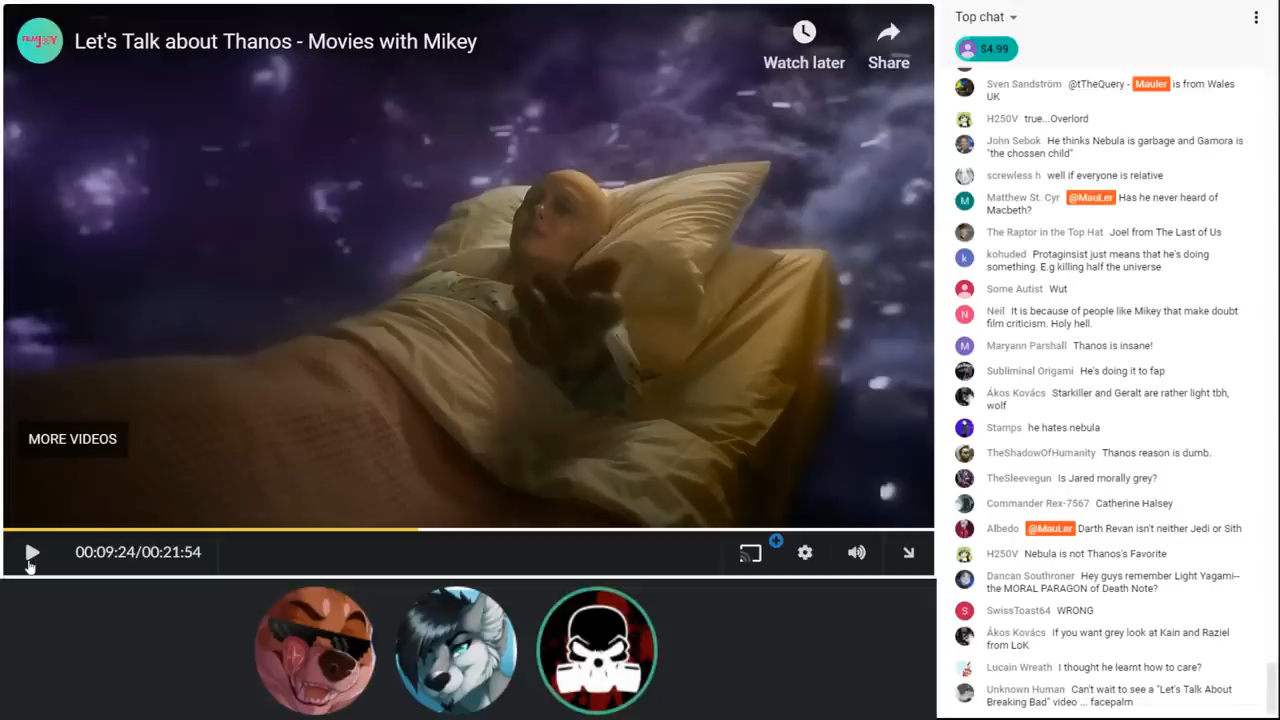 FILMJOY
Let's Talk about Thanos - Movies with Mikey
Watch later
Share
MORE VIDEOS
00:09:24/00:21:54
Top chat
$4.99
Sven Sandström @tTheQuery - Mauler is from Wales
UK
H250V true...Overlord
John Sebok He thinks Nebula is garbage and Gamora is
"the chossen child"
screwless h well if everyone is relative
M
Matthew St. Cyr @MauLer Has he never heard of
Macbeth?
The Raptor in the Top Hat Joel from The Last of Us
k
kohuded Protaginsist just means that he's doing
something. E.g killing half the universe
Some Autist Wut
N
Neil It is because of people like Mikey that make doubt
film criticism. Holy hell.
M
Maryann Parshall Thanos is insane!
Subliminal Origami He's doing it to fap
Ákos Kovács Starkiller and Geralt are rather light tbh,
wolf
Stamps he hates nebula
TheShadowOfHumanity Thanos reason is dumb.
TheSleevegun Is Jared morally grey?
Commander Rex-7567 Catherine Halsey
Albedo @MauLer Darth Revan isn't neither Jedi or Sith
H250V Nebula is not Thanos's Favorite
Dancan Southroner Hey guys remember Light Yagami--
the MORAL PARAGON of Death Note?
S
SwissToast64 WRONG
Ákos Kovács If you want grey look at Kain and Raziel
from LoK
Lucain Wreath I thought he learnt how to care?
Unknown Human Can't wait to see a "Let's Talk About
Breaking Bad" video ... facepalm